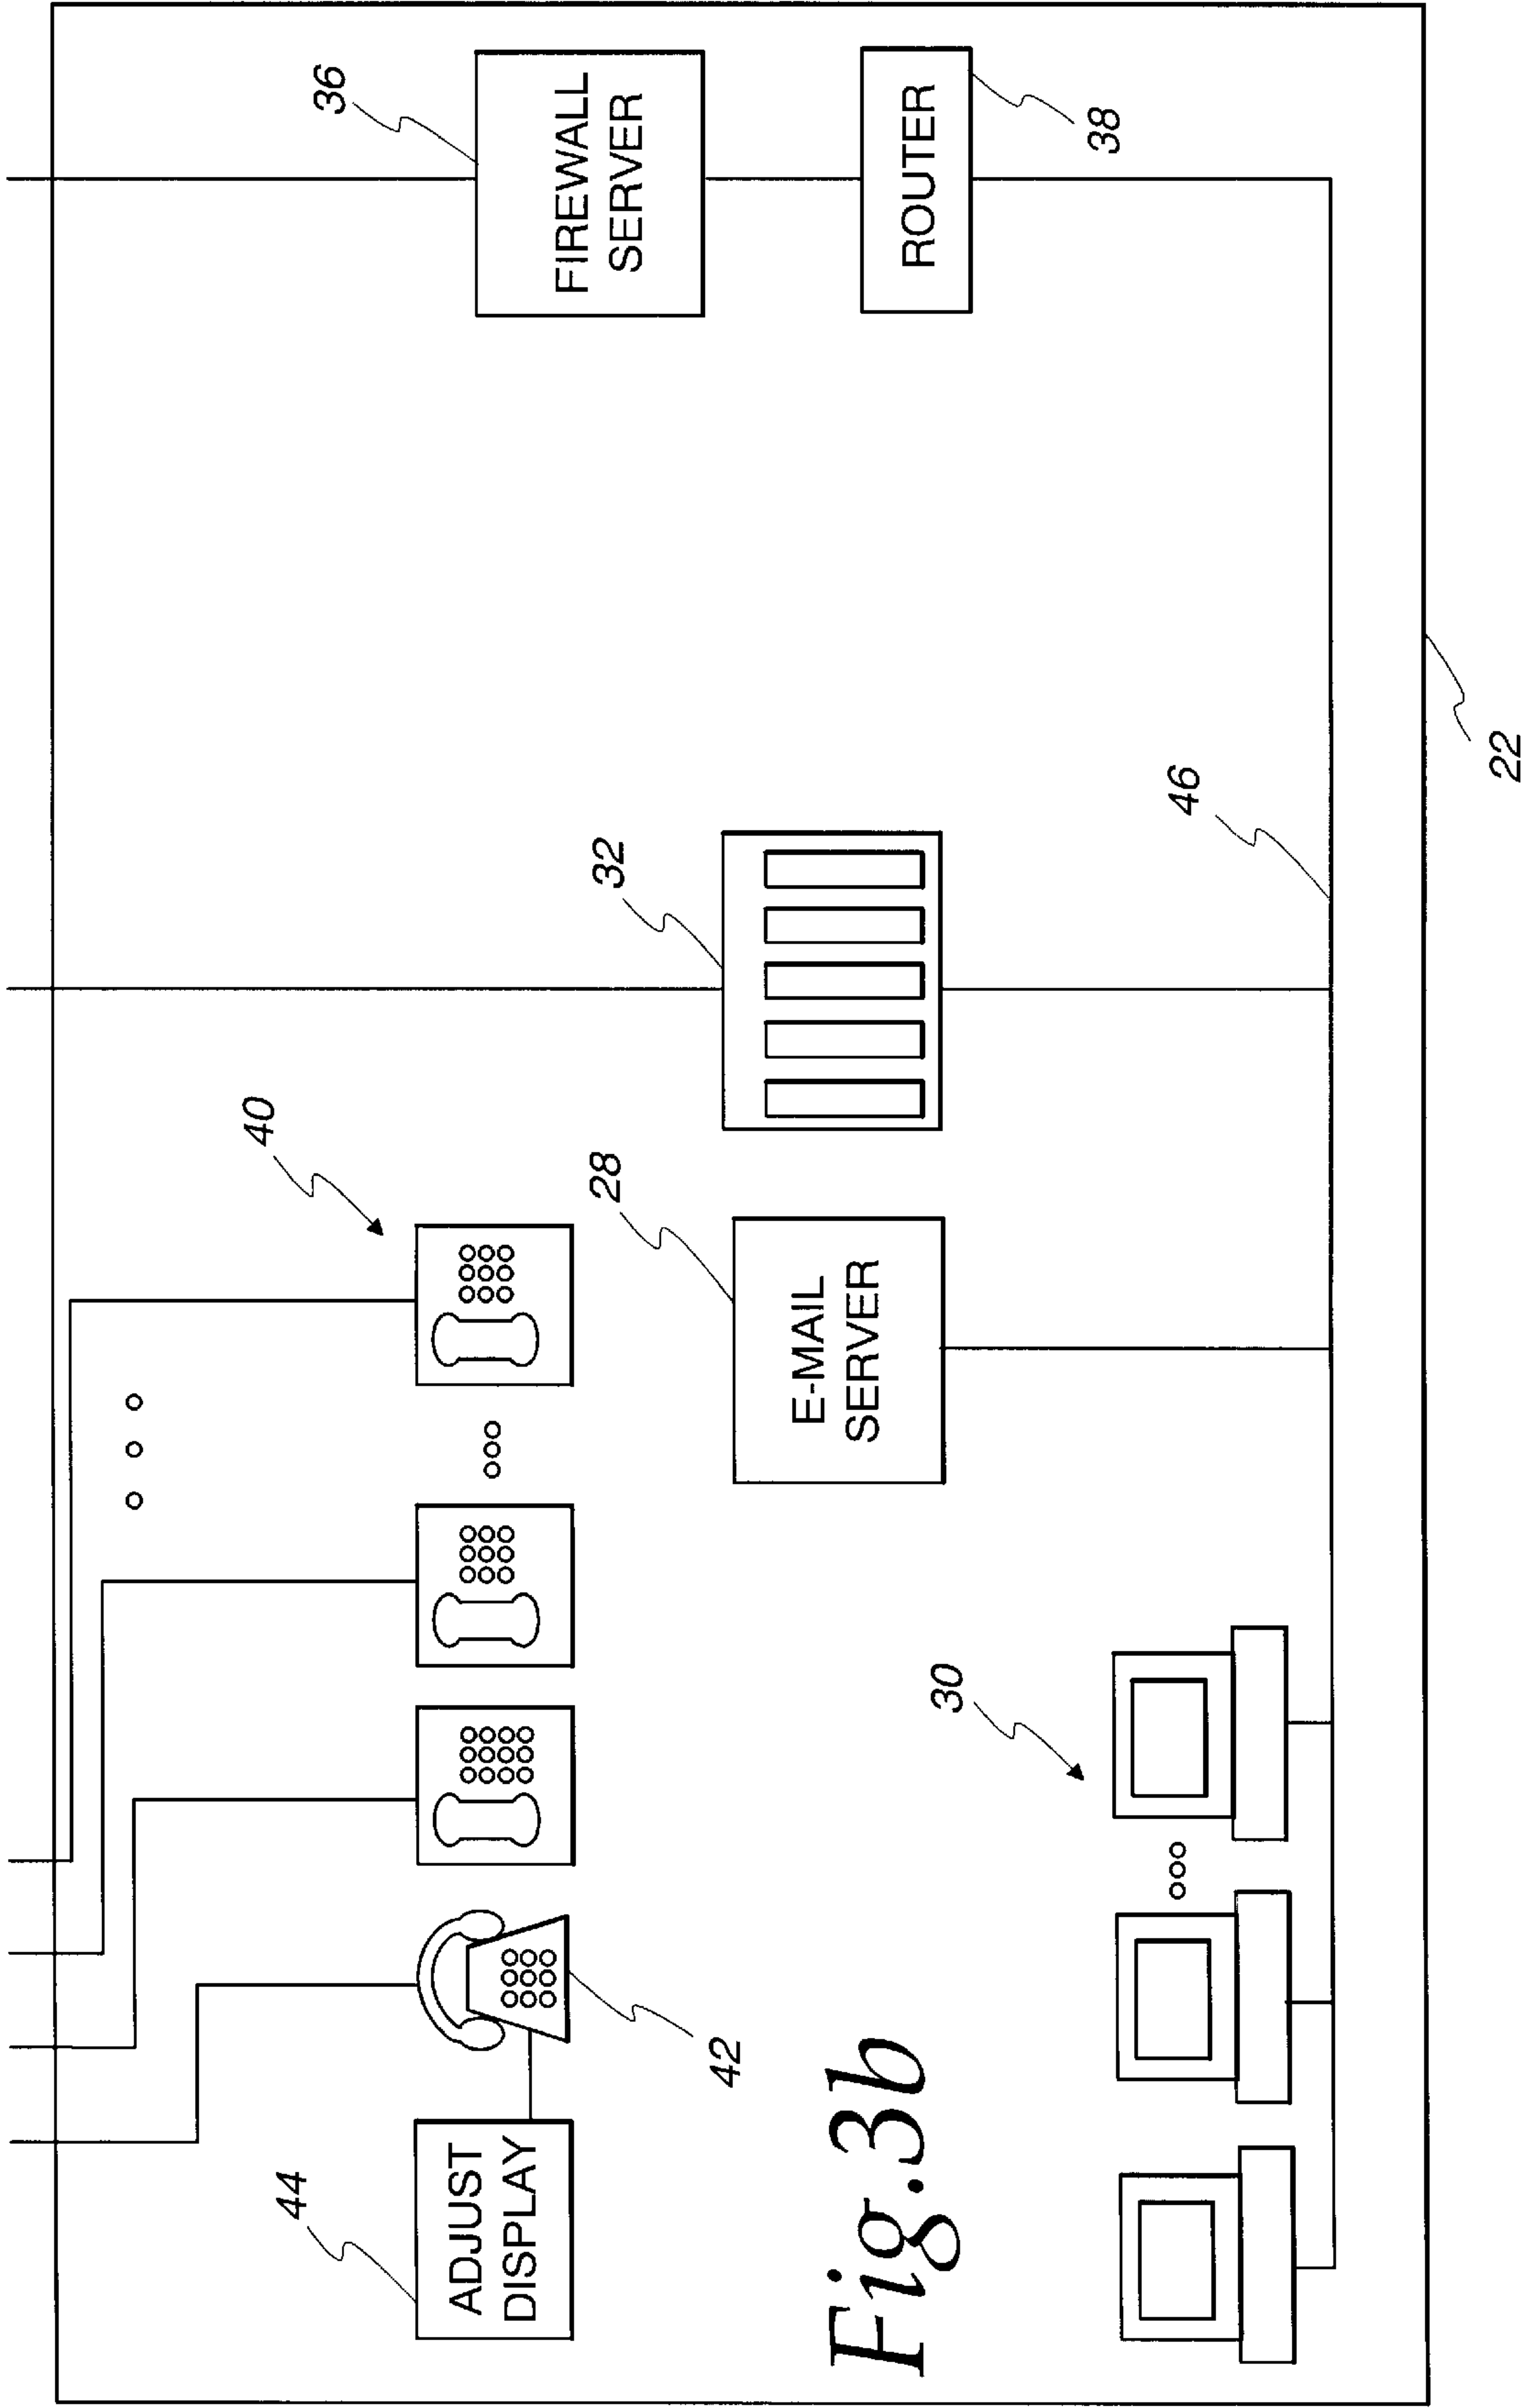 36
FIREWALL
SERVER
ROUTER
38
32
46
22
40
28
E-MAIL
SERVER
30
42
44
ADJUST
DISPLAY
Fig.3b